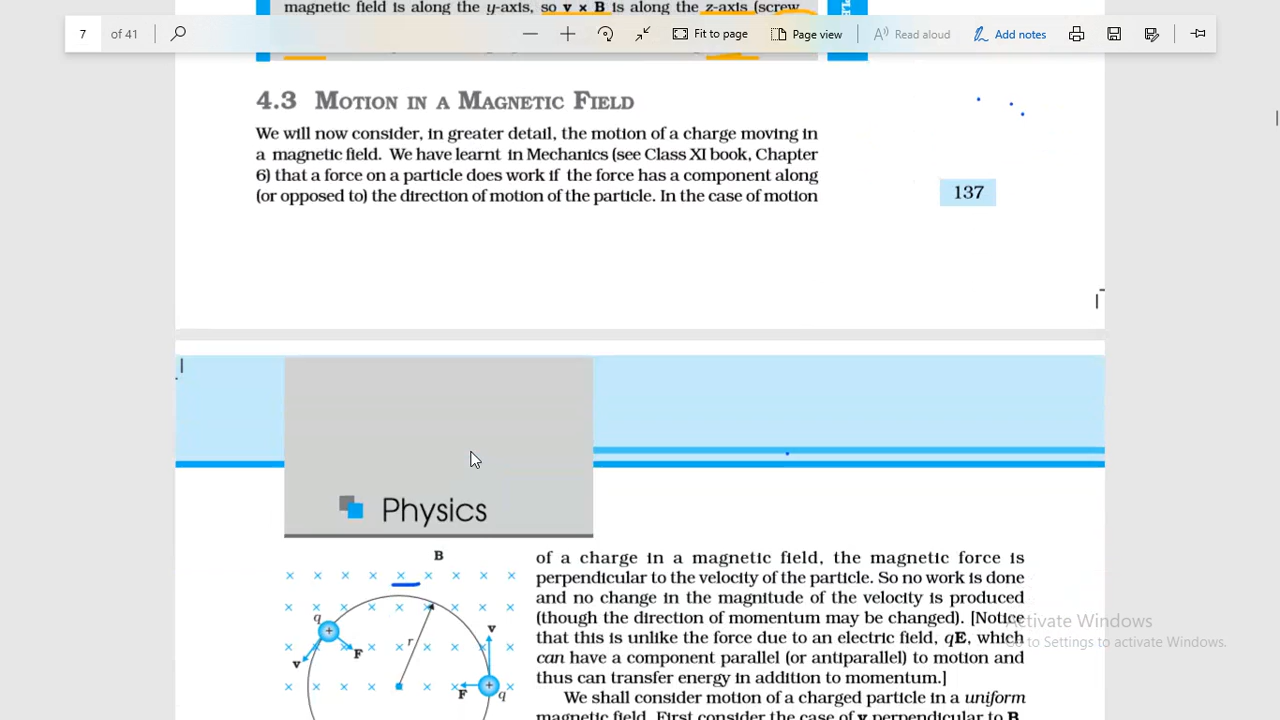 magnetic field is along the y-axis, so v × B is along the z-axis (screw
7 of 41 Fit to page Page view Read aloud Add notes
4.3 MOTION IN A MAGNETIC FIELD
We will now consider, in greater detail, the motion of a charge moving in
a magnetic field. We have learnt in Mechanics (see Class XI book, Chapter
6) that a force on a particle does work if the force has a component along
(or opposed to) the direction of motion of the particle. In the case of motion
137
Physics
B
of a charge in a magnetic field, the magnetic force is
perpendicular to the velocity of the particle. So no work is done
and no change in the magnitude of the velocity is produced
(though the direction of momentum may be changed). [Notice
that this is unlike the force due to an electric field, qE, which
can have a component parallel (or antiparallel) to motion and
thus can transfer energy in addition to momentum.]
We shall consider motion of a charged particle in a uniform
magnetic field. First consider the case of v perpendicular to B.
q
+
r
v
F
v
F
+
q
Activate Windows
Go to Settings to activate Windows.